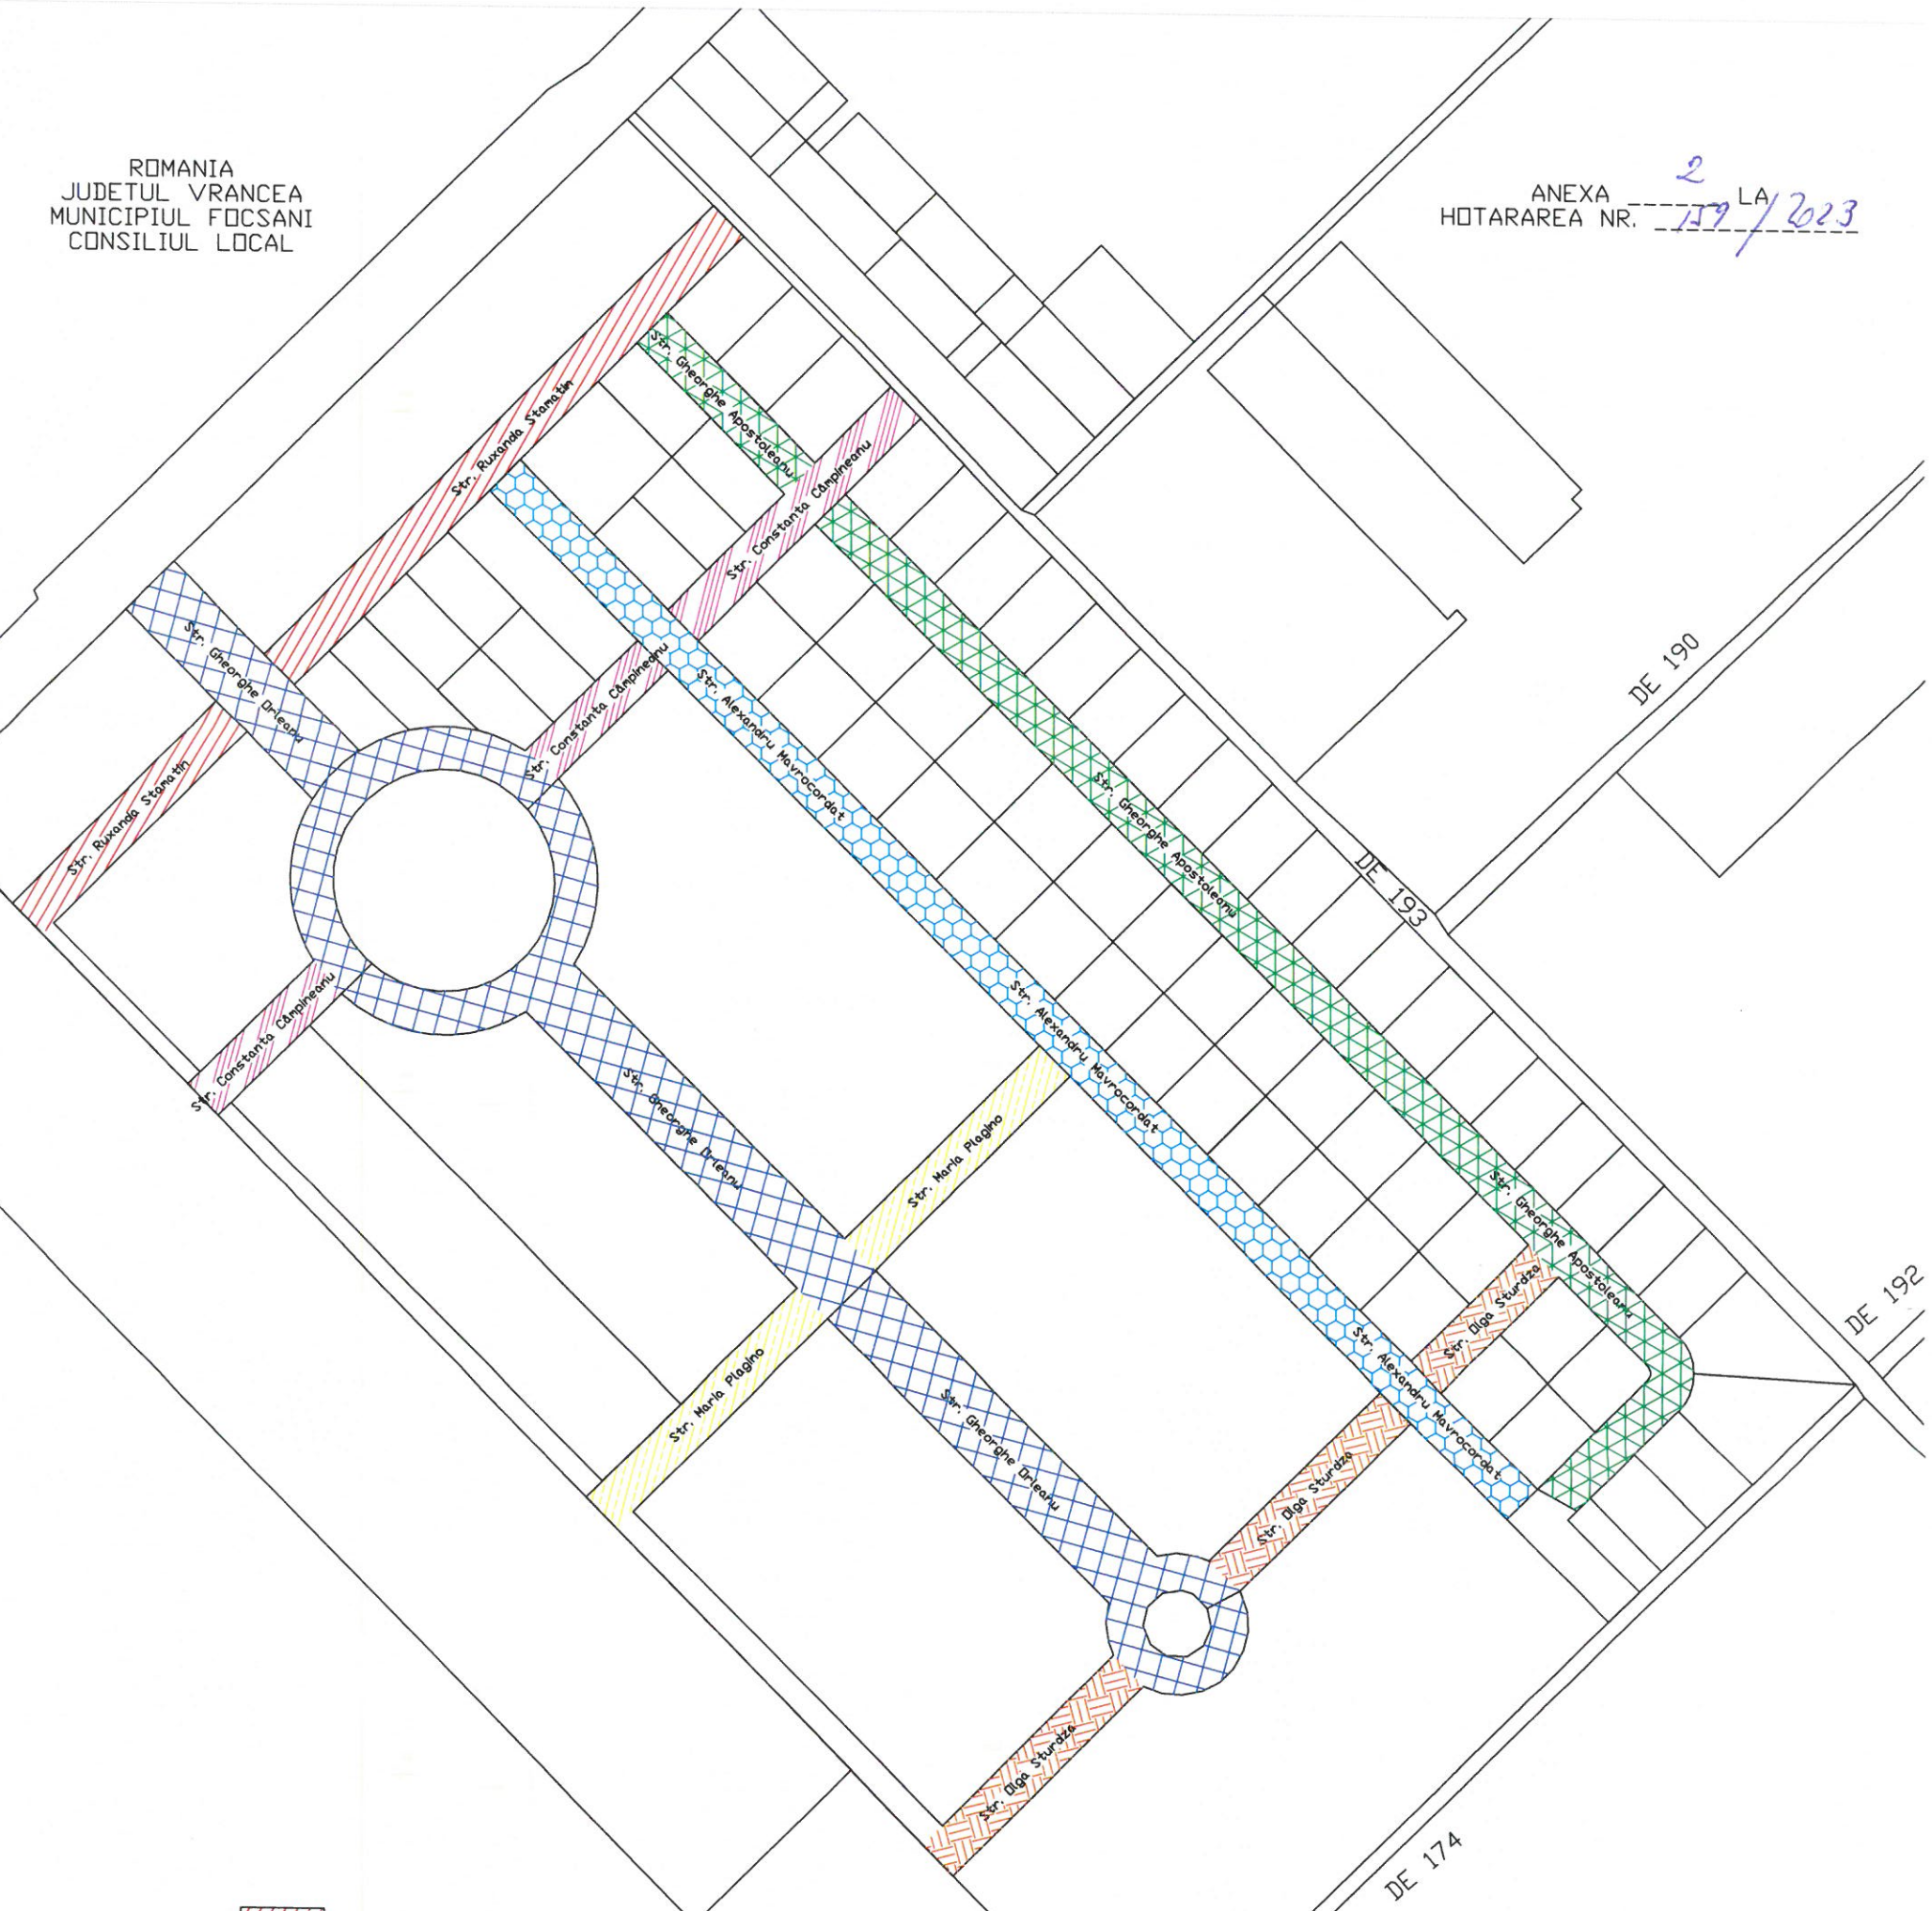 ROMANIA
JUDETUL VRANCEA
MUNICIPIUL FOCSANI
CONSILIUL LOCAL
ANEXA 2 LA
HOTARAREA NR. 159/2023
Str. Gheorghe Apostoleanu
Str. Ruxanda Stamatin
Str. Constanta Câmpineanu
Str. Gheorghe Orleanu
Str. Constanta Câmpineanu
Str. Alexandru Mavrocordat
DE 190
Str. Ruxanda Stamatin
Str. Gheorghe Apostoleanu
DE 193
Str. Constanta Câmpineanu
Str. Alexandru Mavrocordat
Str. Gheorghe Orleanu
Str. Maria Plagino
Str. Gheorghe Apostoleanu
Str. Olga Sturdza
DE 192
Str. Maria Plagino
Str. Alexandru Mavrocordat
Str. Gheorghe Orleanu
Str. Olga Sturdza
Str. Olga Sturdza
DE 174